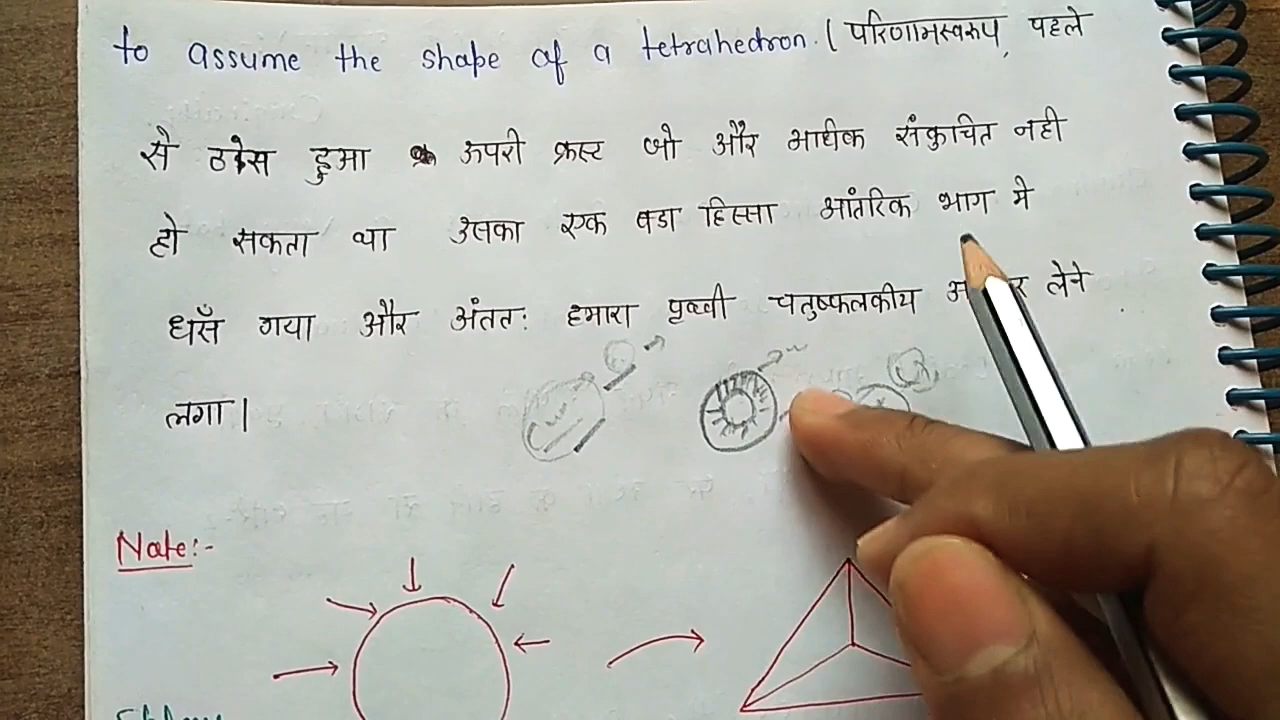 to assume the shape of a tetrahedron. ( परिणामस्वरूप, पहले
से ठोस हुआ ऊपरी क्रस्ट जो और अधिक संकुचित नही
हो सकता था उसका एक बडा हिस्सा आंतरिक भाग मे
धसँ गया और अंतत: हमारा पृथ्वी चतुष्फलकीय लेने
लगा |
Note:-